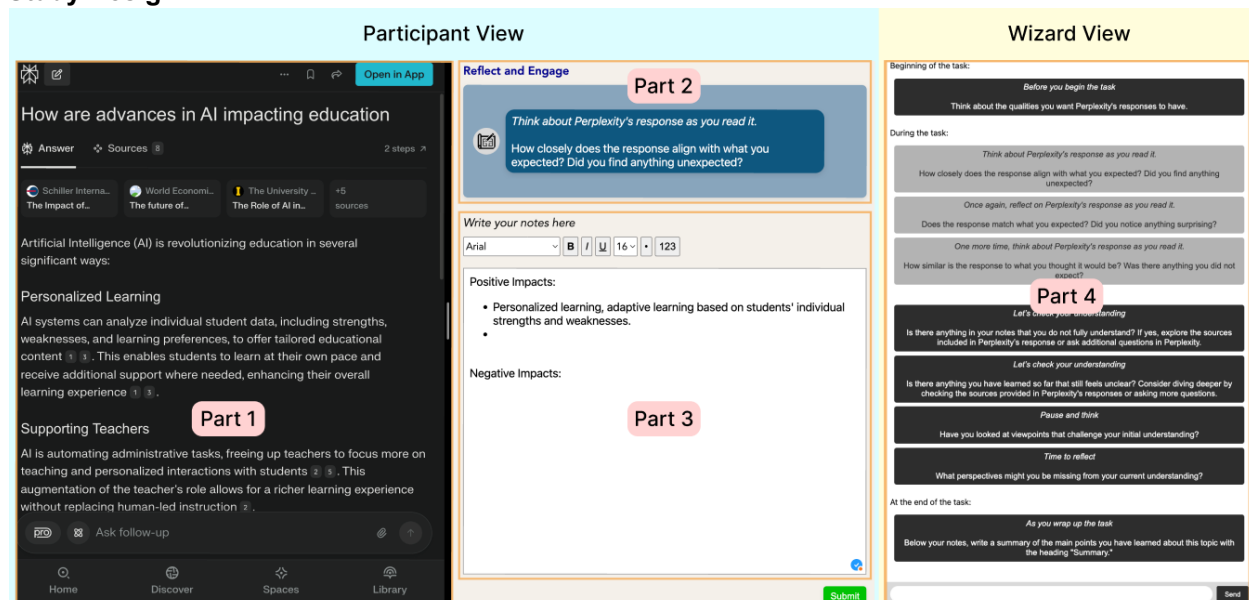 Participant View
Wizard View
Open in App
How are advances in AI impacting education
Answer
Sources 8
2 steps
Schiller Interna...
The Impact of...
World Economi...
The future of...
The University ...
The Role of AI in...
+5
sources
Artificial Intelligence (AI) is revolutionizing education in several
significant ways:
Personalized Learning
AI systems can analyze individual student data, including strengths,
weaknesses, and learning preferences, to offer tailored educational
content 1 3 . This enables students to learn at their own pace and
receive additional support where needed, enhancing their overall
learning experience 1 3 .
Part 1
Supporting Teachers
AI is automating administrative tasks, freeing up teachers to focus more on
teaching and personalized interactions with students 2 5 . This
augmentation of the teacher's role allows for a richer learning experience
without replacing human-led instruction 2 .
pro
Ask follow-up
Home
Discover
Spaces
Library
Reflect and Engage
Part 2
Think about Perplexity's response as you read it.
How closely does the response align with what you
expected? Did you find anything unexpected?
Write your notes here
Arial
B I U 16 • 123
Positive Impacts:
• Personalized learning, adaptive learning based on students' individual
strengths and weaknesses.
•
Negative Impacts:
Part 3
Submit
Beginning of the task:
Before you begin the task
Think about the qualities you want Perplexity's responses to have.
During the task:
Think about Perplexity's response as you read it.
How closely does the response align with what you expected? Did you find anything
unexpected?
Once again, reflect on Perplexity's response as you read it.
Does the response match what you expected? Did you notice anything surprising?
One more time, think about Perplexity's response as you read it.
How similar is the response to what you thought it would be? Was there anything you did not
expect?
Part 4
Let's check your understanding
Is there anything in your notes that you do not fully understand? If yes, explore the sources
included in Perplexity's response or ask additional questions in Perplexity.
Let's check your understanding
Is there anything you have learned so far that still feels unclear? Consider diving deeper by
checking the sources provided in Perplexity's responses or asking more questions.
Pause and think
Have you looked at viewpoints that challenge your initial understanding?
Time to reflect
What perspectives might you be missing from your current understanding?
At the end of the task:
As you wrap up the task
Below your notes, write a summary of the main points you have learned about this topic with
the heading "Summary."
Send